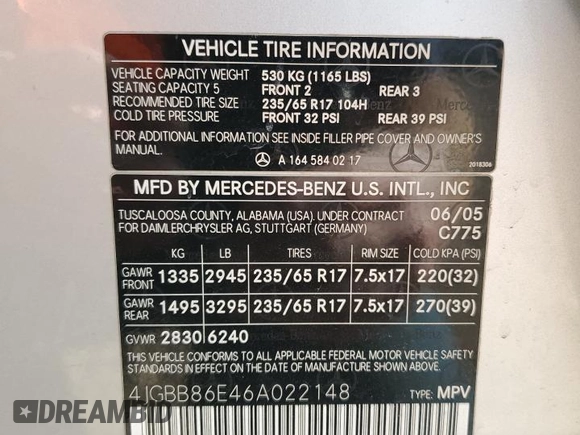 VEHICLE TIRE INFORMATION
VEHICLE CAPACITY WEIGHT 530 KG (1165 LBS)
SEATING CAPACITY 5 FRONT 2 REAR 3
RECOMMENDED TIRE SIZE 235/65 R17 104H
COLD TIRE PRESSURE FRONT 32 PSI REAR 39 PSI
FOR ADDITIONAL INFORMATION SEE INSIDE FILLER PIPE COVER AND OWNER'S
MANUAL.
A 164 584 02 17
2018306
MFD BY MERCEDES-BENZ U.S. INTL., INC
TUSCALOOSA COUNTY, ALABAMA (USA). UNDER CONTRACT 06/05
FOR DAIMLERCHRYSLER AG, STUTTGART (GERMANY) C775
KG LB TIRES RIM SIZE COLD KPA (PSI)
GAWR
FRONT 1335 2945 235/65 R17 7.5x17 220(32)
GAWR
REAR 1495 3295 235/65 R17 7.5x17 270(39)
GVWR 2830 6240
THIS VEHICLE CONFORMS TO ALL APPLICABLE FEDERAL MOTOR VEHICLE SAFETY,
BUMPER, AND THEFT PREVENTION STANDARDS IN EFFECT ON THE
DATE OF MANUFACTURE SHOWN ABOVE.
4JGBB86E46A022148 TYPE: MPV
DREAMBID